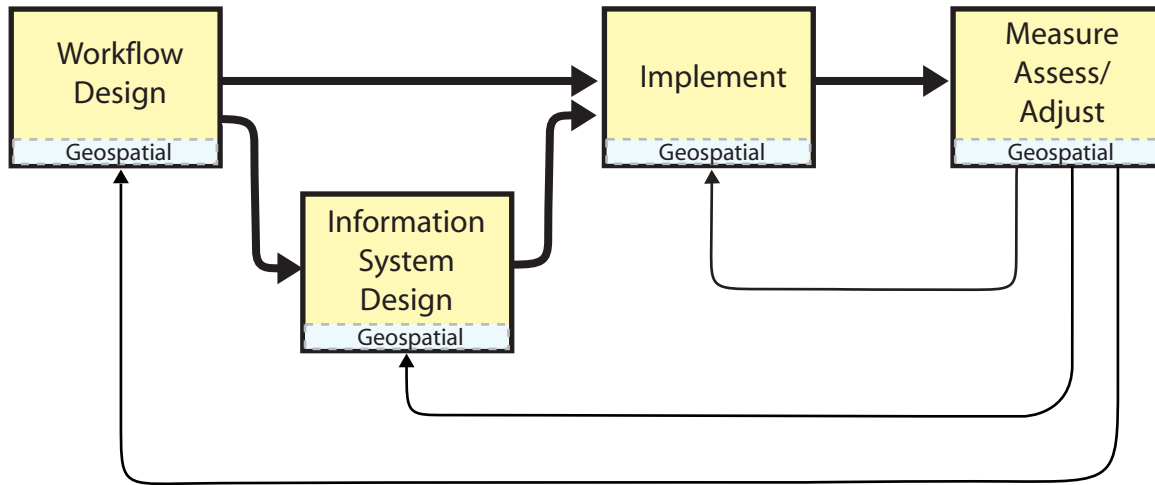 Workflow
Design
Geospatial
Information
System
Design
Geospatial
Implement
Geospatial
Measure
Assess/
Adjust
Geospatial